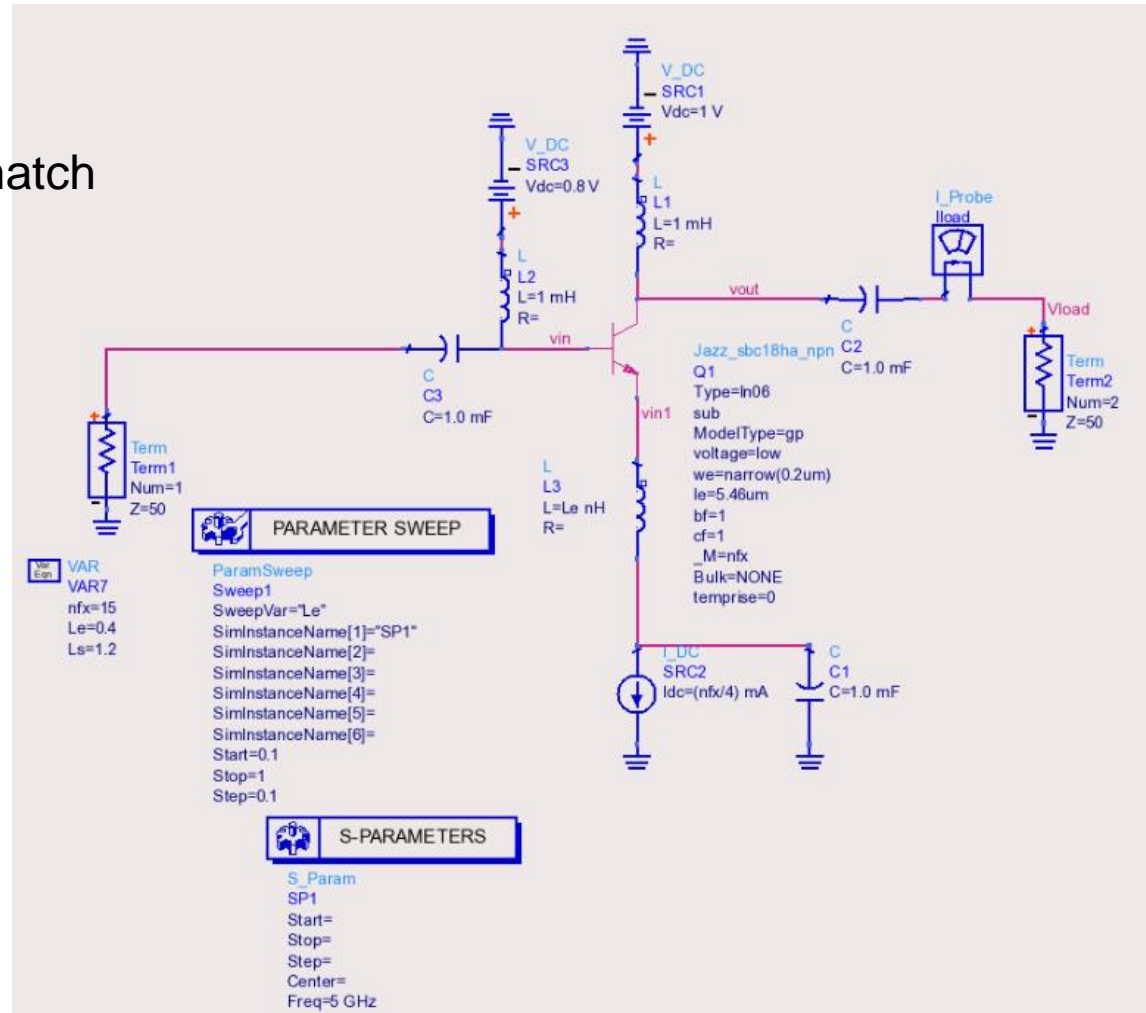 natch
V_DC
SRC1
Vdc=1 V
V_DC
SRC3
Vdc=0.8 V
L
L1
L=1 mH
R=
L
L2
L=1 mH
R=
I_Probe
Iload
vin
vout
Vload
C
C3
C=1.0 mF
C
C2
C=1.0 mF
Jazz_sbc18ha_npn
Q1
Type=ln06
sub
ModelType=gp
voltage=low
we=narrow(0.2um)
le=5.46um
bf=1
cf=1
_M=nfx
Bulk=NONE
temprise=0
vin1
Term
Term1
Num=1
Z=50
Term
Term2
Num=2
Z=50
L
L3
L=Le nH
R=
PARAMETER SWEEP
ParamSweep
Sweep1
SweepVar="Le"
SimInstanceName[1]="SP1"
SimInstanceName[2]=
SimInstanceName[3]=
SimInstanceName[4]=
SimInstanceName[5]=
SimInstanceName[6]=
Start=0.1
Stop=1
Step=0.1
Var
Eqn
VAR
VAR7
nfx=15
Le=0.4
Ls=1.2
I_DC
SRC2
Idc=(nfx/4) mA
C
C1
C=1.0 mF
S-PARAMETERS
S_Param
SP1
Start=
Stop=
Step=
Center=
Freq=5 GHz